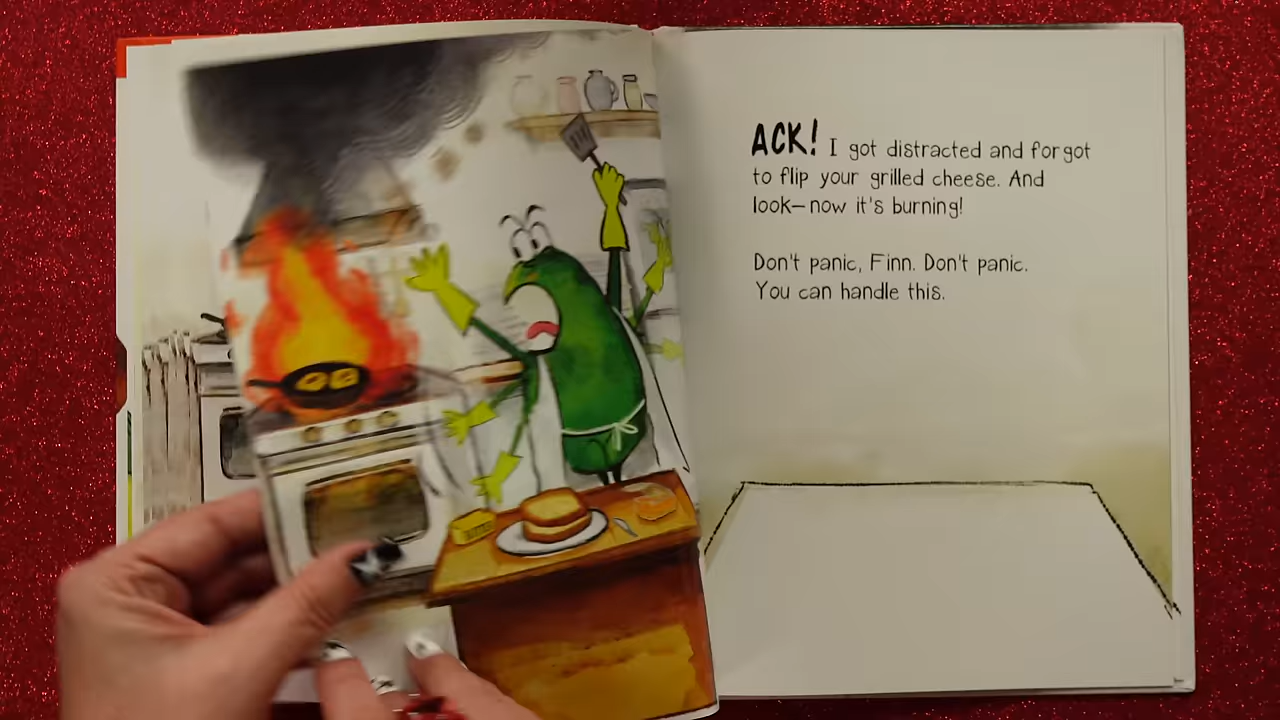 ACK! I got distracted and forgot
to flip your grilled cheese. And
look—now it's burning!
Don't panic, Finn. Don't panic.
You can handle this.